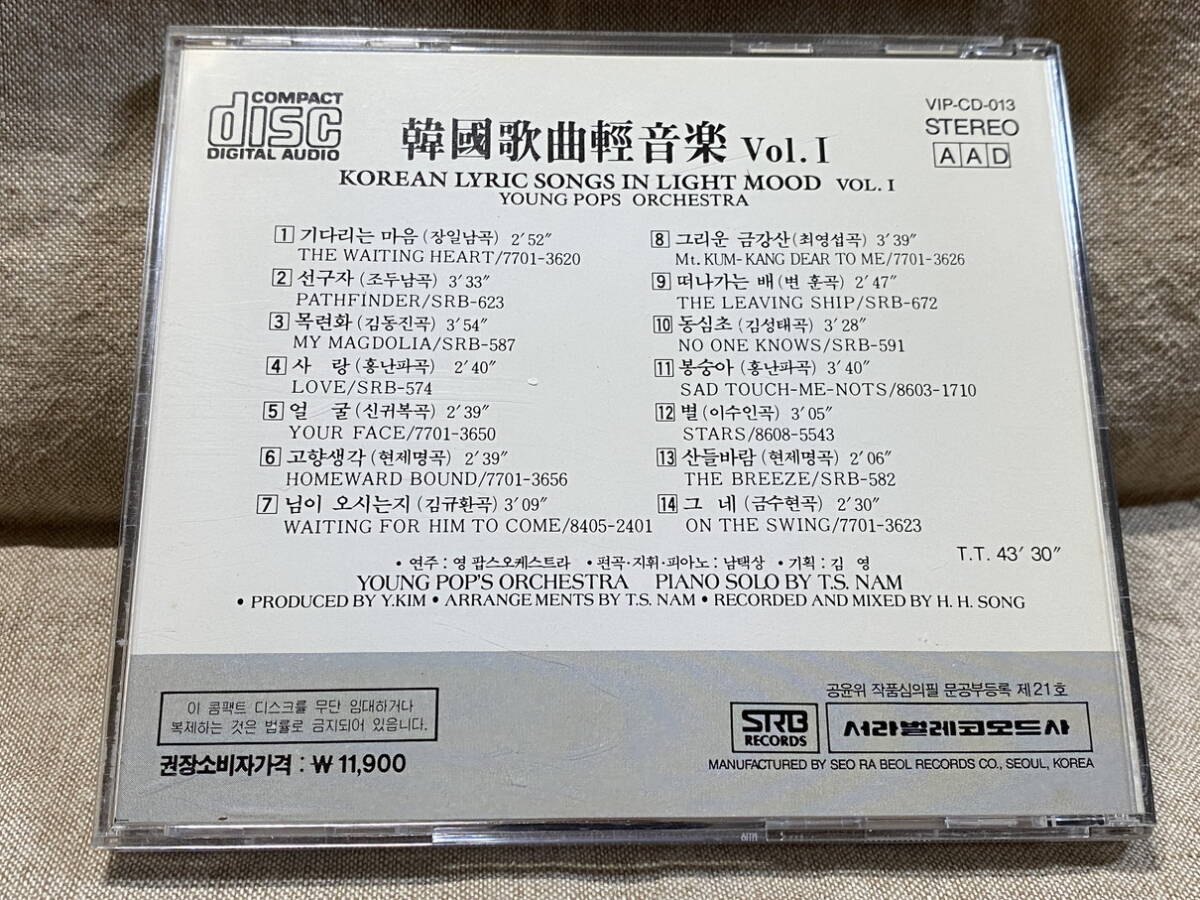 COMPACT
disc
DIGITAL AUDIO
韓國歌曲輕音楽 Vol. I
KOREAN LYRIC SONGS IN LIGHT MOOD VOL. I
YOUNG POPS ORCHESTRA
VIP-CD-013
STEREO
A A D
1 기다리는 마음 (장일남곡) 2′52″
THE WAITING HEART/7701-3620
2 선구자 (조두남곡) 3′33″
PATHFINDER/SRB-623
3 목련화 (김동진곡) 3′54″
MY MAGDOLIA/SRB-587
4 사 랑 (홍난파곡) 2′40″
LOVE/SRB-574
5 얼 굴 (신귀복곡) 2′39″
YOUR FACE/7701-3650
6 고향생각 (현제명곡) 2′39″
HOMEWARD BOUND/7701-3656
7 님이 오시는지 (김규환곡) 3′09″
WAITING FOR HIM TO COME/8405-2401
8 그리운 금강산 (최영섭곡) 3′39″
Mt. KUM-KANG DEAR TO ME/7701-3626
9 떠나가는 배 (변 훈곡) 2′47″
THE LEAVING SHIP/SRB-672
10 동심초 (김성태곡) 3′28″
NO ONE KNOWS/SRB-591
11 봉숭아 (홍난파곡) 3′40″
SAD TOUCH-ME-NOTS/8603-1710
12 별 (이수인곡) 3′05″
STARS/8608-5543
13 산들바람 (현제명곡) 2′06″
THE BREEZE/SRB-582
14 그 네 (금수현곡) 2′30″
ON THE SWING/7701-3623
T.T. 43′ 30″
• 연주 : 영 팝스오케스트라 • 편곡·지휘·피아노 : 남택상 • 기획 : 김 영
YOUNG POP'S ORCHESTRA PIANO SOLO BY T.S. NAM
• PRODUCED BY Y.KIM • ARRANGEMENTS BY T.S. NAM • RECORDED AND MIXED BY H. H. SONG
이 콤팩트 디스크를 무단 임대하거나
복제하는 것은 법률로 금지되어 있읍니다.
권장소비자가격 : ₩ 11,900
공윤위 작품심의필 문공부등록 제21호
SRB
RECORDS
서라벌레코오드사
MANUFACTURED BY SEO RA BEOL RECORDS CO., SEOUL, KOREA